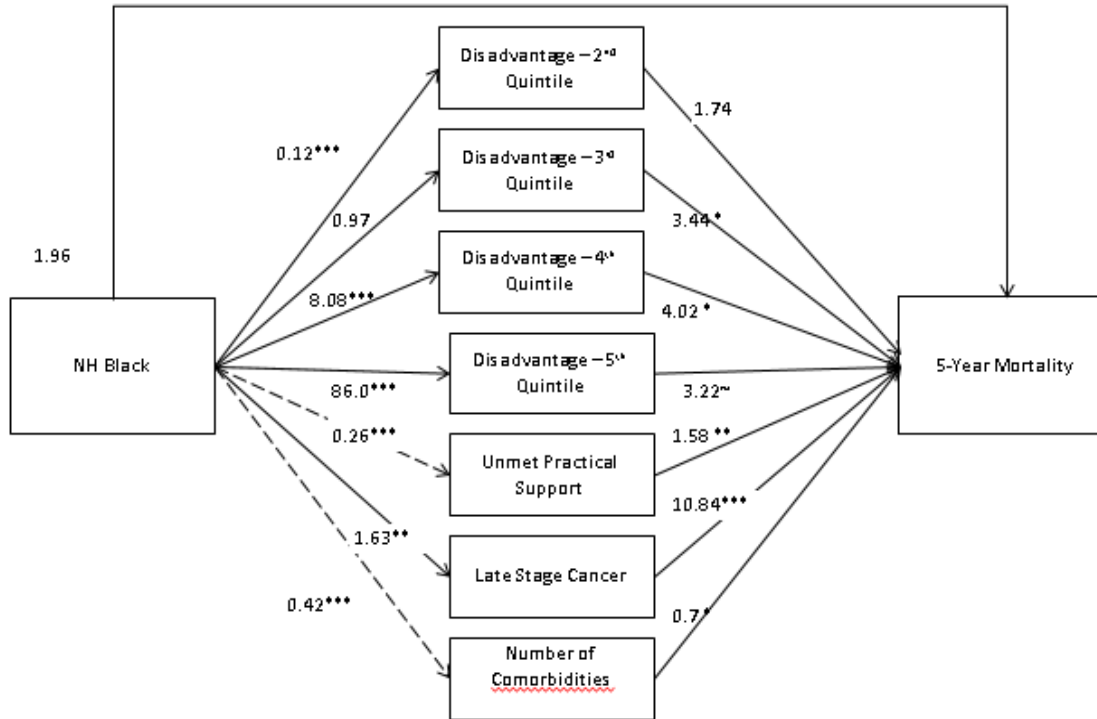 Disadvantage – 2nd
Quintile
1.74
0.12***
Disadvantage – 3rd
Quintile
0.97
3.44 *
1.96
Disadvantage – 4th
Quintile
8.08***
4.02 *
NH Black
Disadvantage – 5th
Quintile
5-Year Mortality
86.0***
3.22~
0.26***
1.58 **
Unmet Practical
Support
10.84***
1.63**
Late Stage Cancer
0.42***
0.7*
Number of
Comorbidities